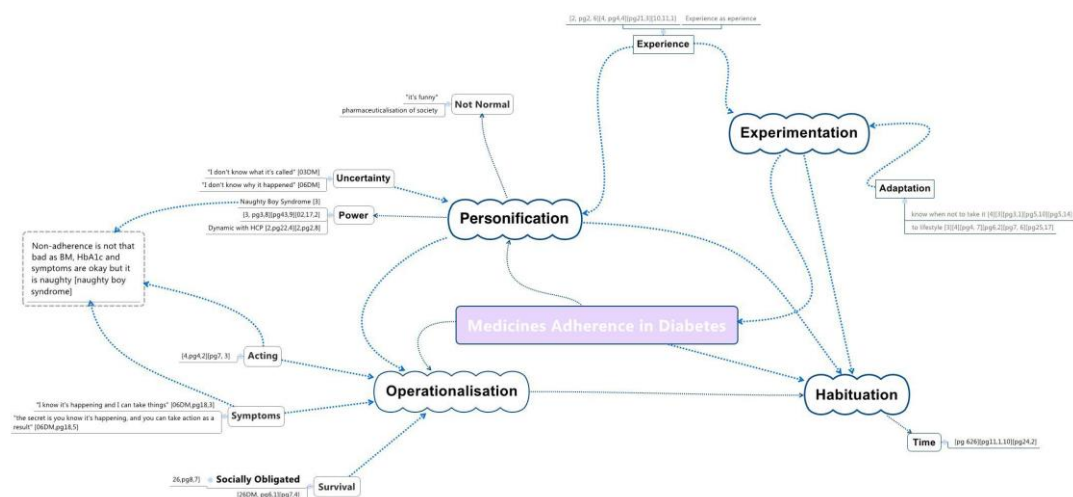 [2, pg2, 6][4, pg4,4][pg21,3][10,11,1]
Experience as eperience
Experience
"it's funny"
pharmaceuticalisation of society
Not Normal
Experimentation
"I don't know what it's called" [03DM]
"I don't know why it happened" [06DM]
Uncertainty
Adaptation
know when not to take it [4][3][pg3,1][pg5,10][pg5,14]
to lifestyle [3][4][pg4, 7][pg6,2][pg7, 6][pg25,17]
Naughty Boy Syndrome [3]
[3, pg3,8][pg43,9][02,17,2]
Dynamic with HCP [2,pg22,4][2,pg2,8]
Power
Personification
Non-adherence is not that
bad as BM, HbA1c and
symptoms are okay but it
is naughty [naughty boy
syndrome]
Medicines Adherence in Diabetes
[4,pg4,2][pg7, 3]
Acting
Operationalisation
Habituation
"I know it's happening and I can take things" [06DM,pg18,3]
"the secret is you know it's happening, and you can take action as a
result" [06DM,pg18,5]
Symptoms
Time
[pg 626][pg11,1,10][pg24,2]
26,pg8,7]
Socially Obligated
[26DM, pg6,1][pg7,4]
Survival